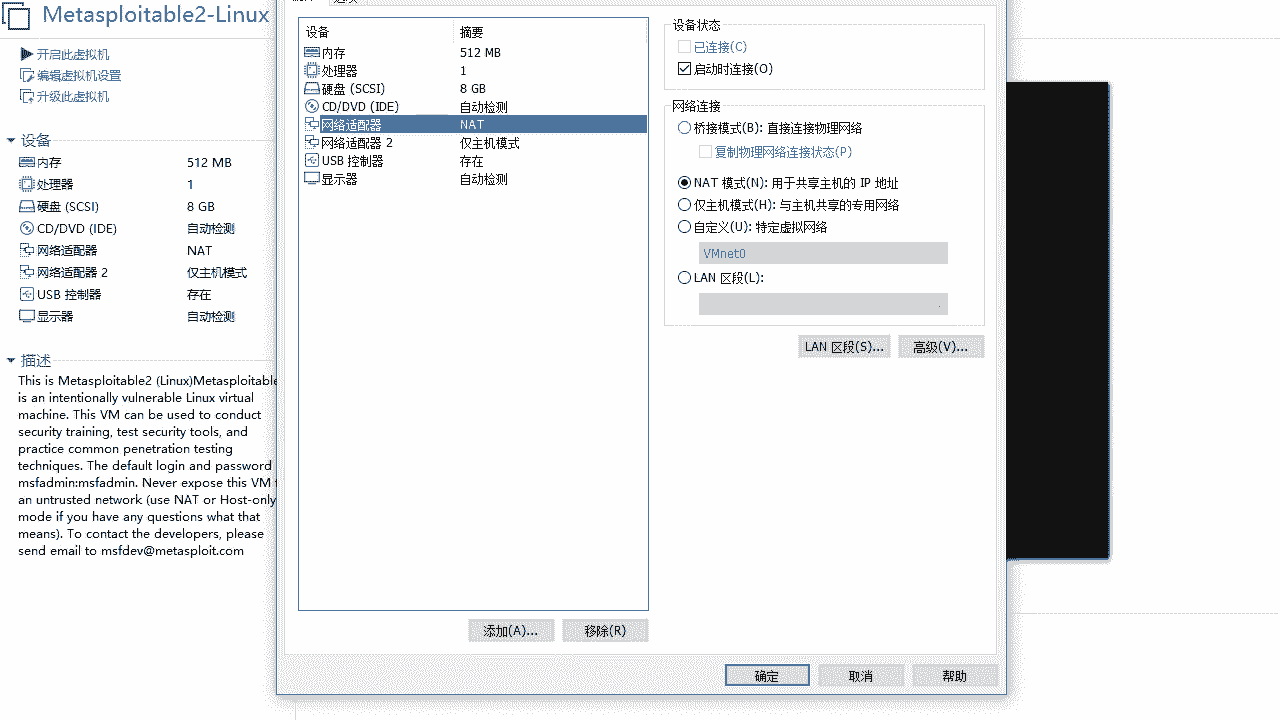 Metasploitable2-Linux
开启此虚拟机
编辑虚拟机设置
升级此虚拟机
设备
内存 512 MB
处理器 1
硬盘 (SCSI) 8 GB
CD/DVD (IDE) 自动检测
网络适配器 NAT
网络适配器 2 仅主机模式
USB 控制器 存在
显示器 自动检测
描述
This is Metasploitable2 (Linux)Metasploitable
is an intentionally vulnerable Linux virtual
machine. This VM can be used to conduct
security training, test security tools, and
practice common penetration testing
techniques. The default login and password
msfadmin:msfadmin. Never expose this VM
an untrusted network (use NAT or Host-only
mode if you have any questions what that
means). To contact the developers, please
send email to msfdev@metasploit.com
设备 摘要
内存 512 MB
处理器 1
硬盘 (SCSI) 8 GB
CD/DVD (IDE) 自动检测
网络适配器 NAT
网络适配器 2 仅主机模式
USB 控制器 存在
显示器 自动检测
添加(A)... 移除(R)
设备状态
已连接(C)
启动时连接(O)
网络连接
桥接模式(B): 直接连接物理网络
复制物理网络连接状态(P)
NAT 模式(N): 用于共享主机的 IP 地址
仅主机模式(H): 与主机共享的专用网络
自定义(U): 特定虚拟网络
VMnet0
LAN 区段(L):
LAN 区段(S)... 高级(V)...
确定 取消 帮助